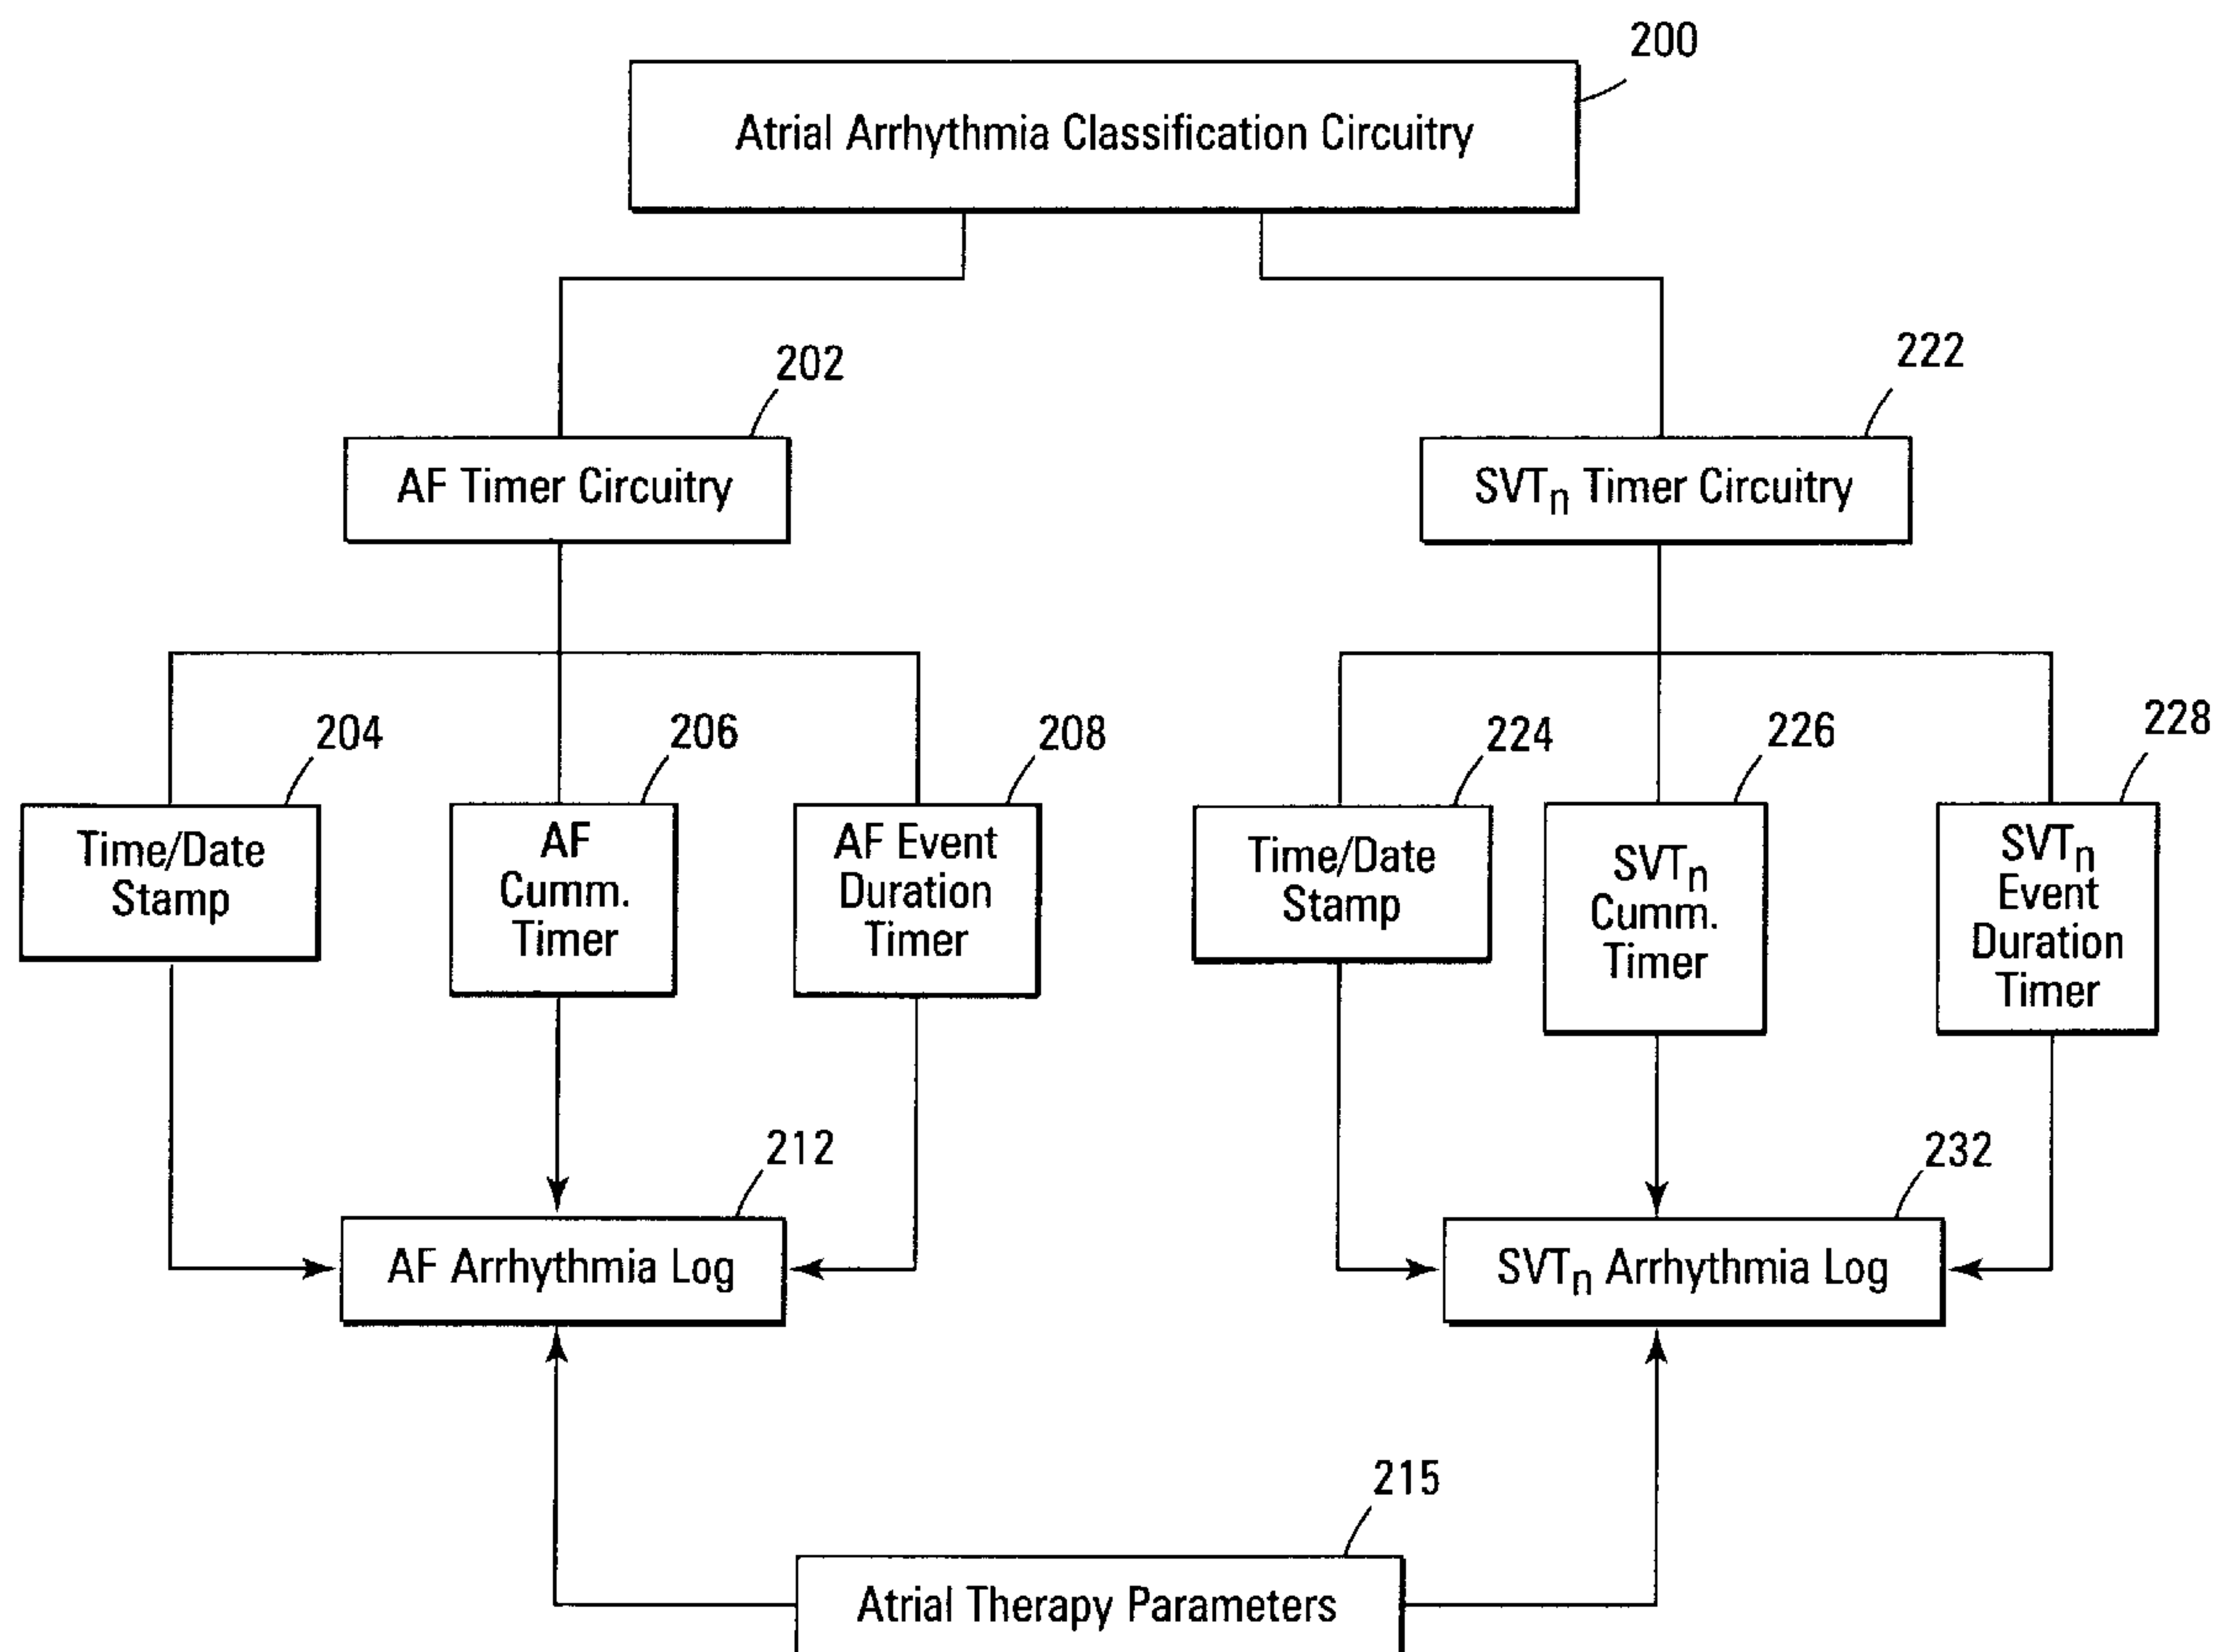 200
Atrial Arrhythmia Classification Circuitry
202
222
AF Timer Circuitry
SVTn Timer Circuitry
204
206
208
224
226
228
Time/Date
Stamp
AF
Cumm.
Timer
AF Event
Duration
Timer
Time/Date
Stamp
SVTn
Cumm.
Timer
SVTn
Event
Duration
Timer
212
232
AF Arrhythmia Log
SVTn Arrhythmia Log
215
Atrial Therapy Parameters